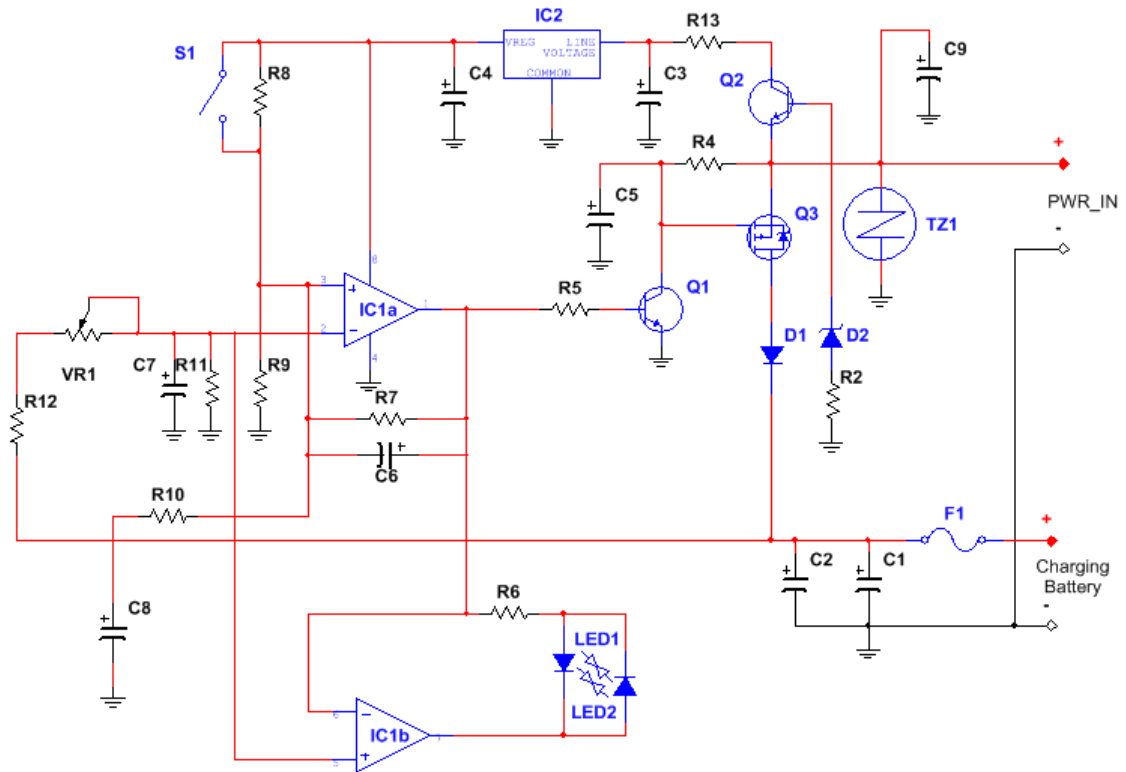 IC2
R13
S1
VREG LINE
VOLTAGE
COMMON
C9
R8
C4
C3
Q2
+
R4
C5
PWR_IN
Q3
TZ1
-
8
3
+
IC1a
1
R5
Q1
2
-
4
D1
D2
VR1
C7
R11
R9
R2
R12
R7
C6
R10
F1
+
C2
C1
Charging
Battery
-
C8
R6
LED1
LED2
6
-
IC1b
7
5
+